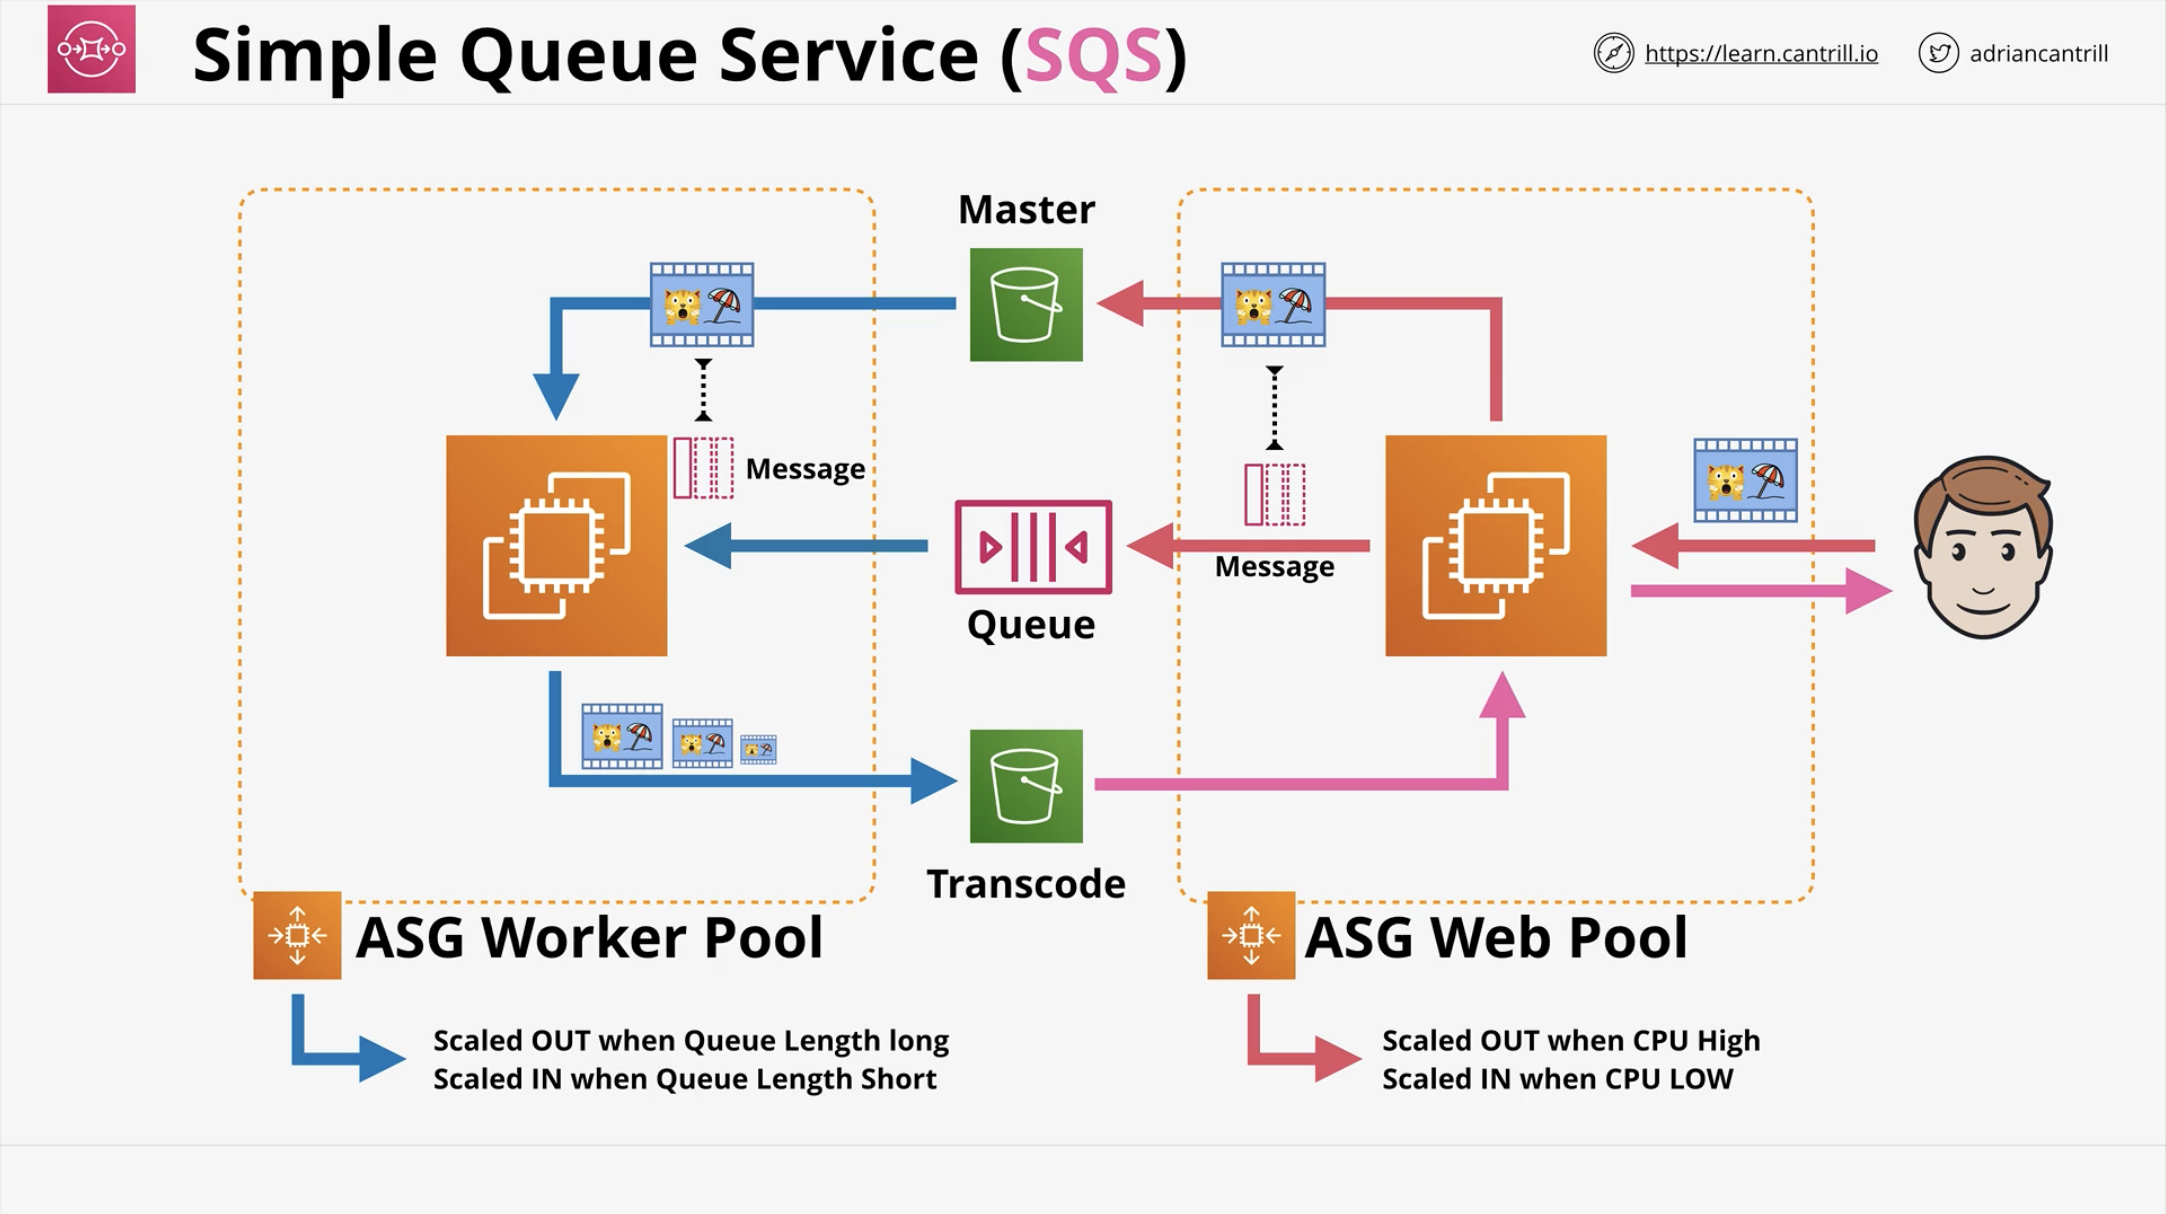 Simple Queue Service (SQS)
https://learn.cantrill.io
adriancantrill
Master
Message
Message
Queue
Transcode
ASG Worker Pool
Scaled OUT when Queue Length long
Scaled IN when Queue Length Short
ASG Web Pool
Scaled OUT when CPU High
Scaled IN when CPU LOW